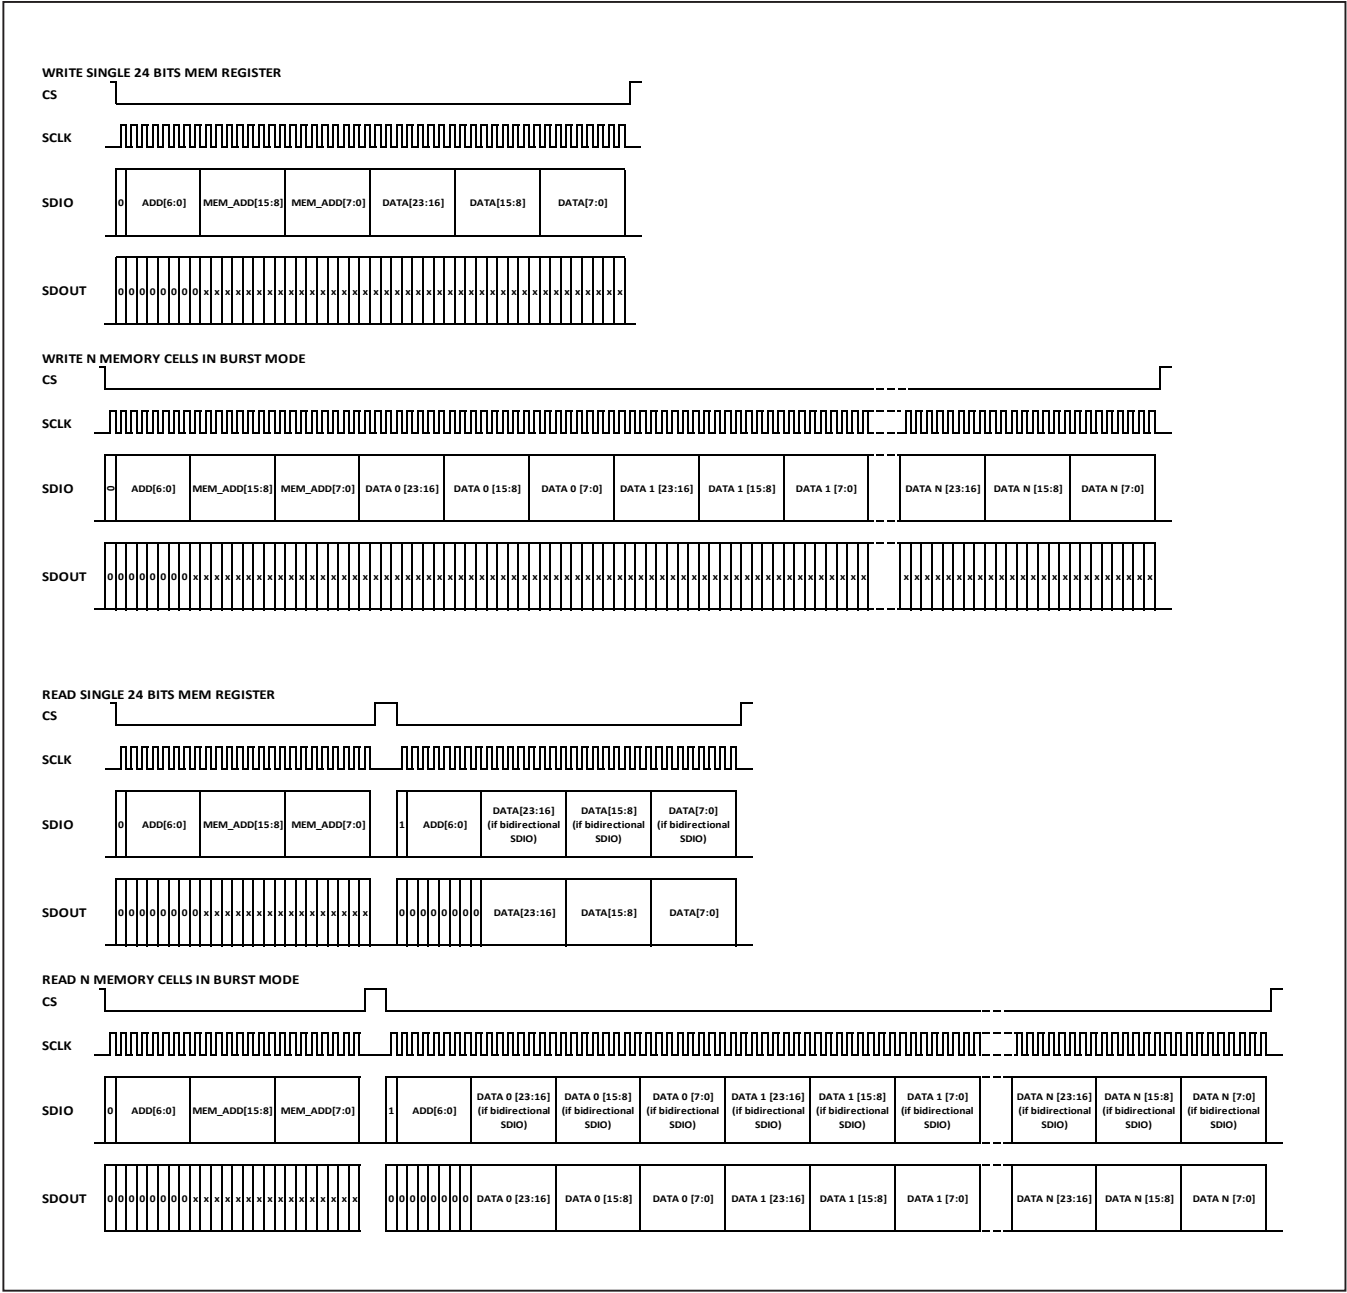 WRITE SINGLE 24 BITS MEM REGISTER
CS
SCLK
SDIO 0 ADD[6:0] MEM_ADD[15:8] MEM_ADD[7:0] DATA[23:16] DATA[15:8] DATA[7:0]
SDOUT 0 0 0 0 0 0 0 0 x x x x x x x x x x x x x x x x x x x x x x x x x x x x x x x x x x x x x x x x
WRITE N MEMORY CELLS IN BURST MODE
CS
SCLK
SDIO 0 ADD[6:0] MEM_ADD[15:8] MEM_ADD[7:0] DATA 0 [23:16] DATA 0 [15:8] DATA 0 [7:0] DATA 1 [23:16] DATA 1 [15:8] DATA 1 [7:0] DATA N [23:16] DATA N [15:8] DATA N [7:0]
SDOUT 0 0 0 0 0 0 0 0 x x x x x x x x x x x x x x x x x x x x x x x x x x x x x x x x x x x x x x x x x x x x x x x x x x x x x x x x x x x x x x x x x x x x x x x x x x x x x x x x x x x x x x x x
READ SINGLE 24 BITS MEM REGISTER
CS
SCLK
SDIO 0 ADD[6:0] MEM_ADD[15:8] MEM_ADD[7:0] 1 ADD[6:0] DATA[23:16] DATA[15:8] DATA[7:0]
(if bidirectional (if bidirectional (if bidirectional
SDIO) SDIO) SDIO)
SDOUT 0 0 0 0 0 0 0 0 x x x x x x x x x x x x x x x x 0 0 0 0 0 0 0 0 DATA[23:16] DATA[15:8] DATA[7:0]
READ N MEMORY CELLS IN BURST MODE
CS
SCLK
SDIO 0 ADD[6:0] MEM_ADD[15:8] MEM_ADD[7:0] 1 ADD[6:0] DATA 0 [23:16] DATA 0 [15:8] DATA 0 [7:0] DATA 1 [23:16] DATA 1 [15:8] DATA 1 [7:0] DATA N [23:16] DATA N [15:8] DATA N [7:0]
(if bidirectional (if bidirectional (if bidirectional (if bidirectional (if bidirectional (if bidirectional (if bidirectional (if bidirectional (if bidirectional
SDIO) SDIO) SDIO) SDIO) SDIO) SDIO) SDIO) SDIO) SDIO)
SDOUT 0 0 0 0 0 0 0 0 x x x x x x x x x x x x x x x x 0 0 0 0 0 0 0 0 DATA 0 [23:16] DATA 0 [15:8] DATA 0 [7:0] DATA 1 [23:16] DATA 1 [15:8] DATA 1 [7:0] DATA N [23:16] DATA N [15:8] DATA N [7:0]